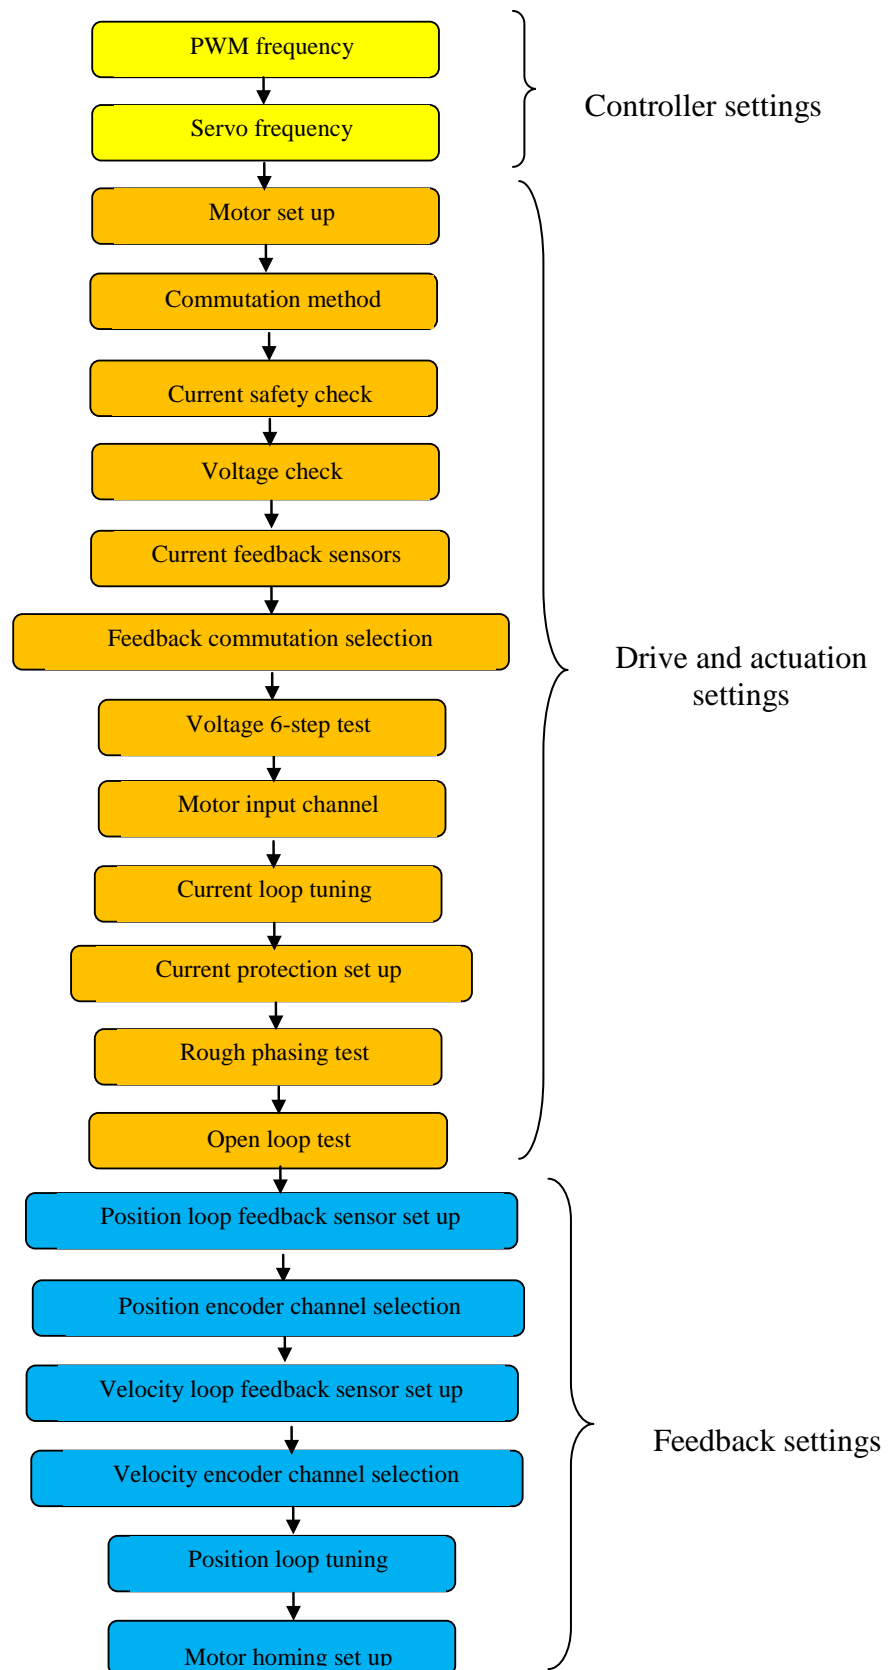 PWM frequency
Servo frequency
Controller settings
Motor set up
Commutation method
Current safety check
Voltage check
Current feedback sensors
Feedback commutation selection
Voltage 6-step test
Motor input channel
Current loop tuning
Current protection set up
Rough phasing test
Open loop test
Drive and actuation
settings
Position loop feedback sensor set up
Position encoder channel selection
Velocity loop feedback sensor set up
Velocity encoder channel selection
Position loop tuning
Motor homing set up
Feedback settings